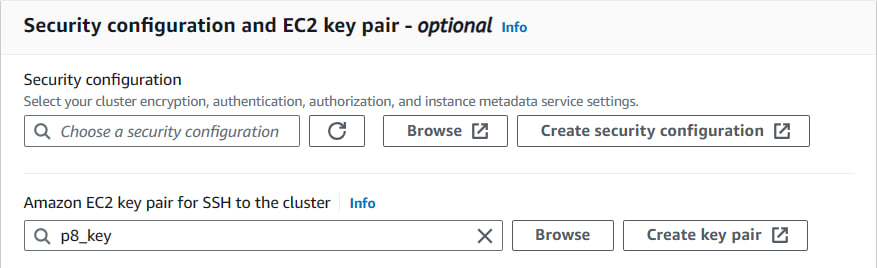 Security configuration and EC2 key pair - optional Info
Security configuration
Select your cluster encryption, authentication, authorization, and instance metadata service settings.
Choose a security configuration Browse Create security configuration
Amazon EC2 key pair for SSH to the cluster Info
p8_key Browse Create key pair